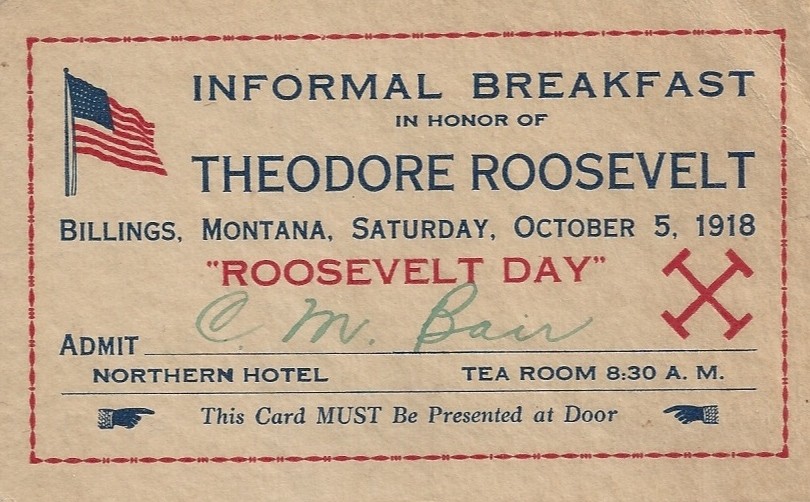 INFORMAL BREAKFAST
IN HONOR OF
THEODORE ROOSEVELT
BILLINGS, MONTANA, SATURDAY, OCTOBER 5, 1918
"ROOSEVELT DAY"
ADMIT C. M. Bair
NORTHERN HOTEL TEA ROOM 8:30 A. M.
This Card MUST Be Presented at Door